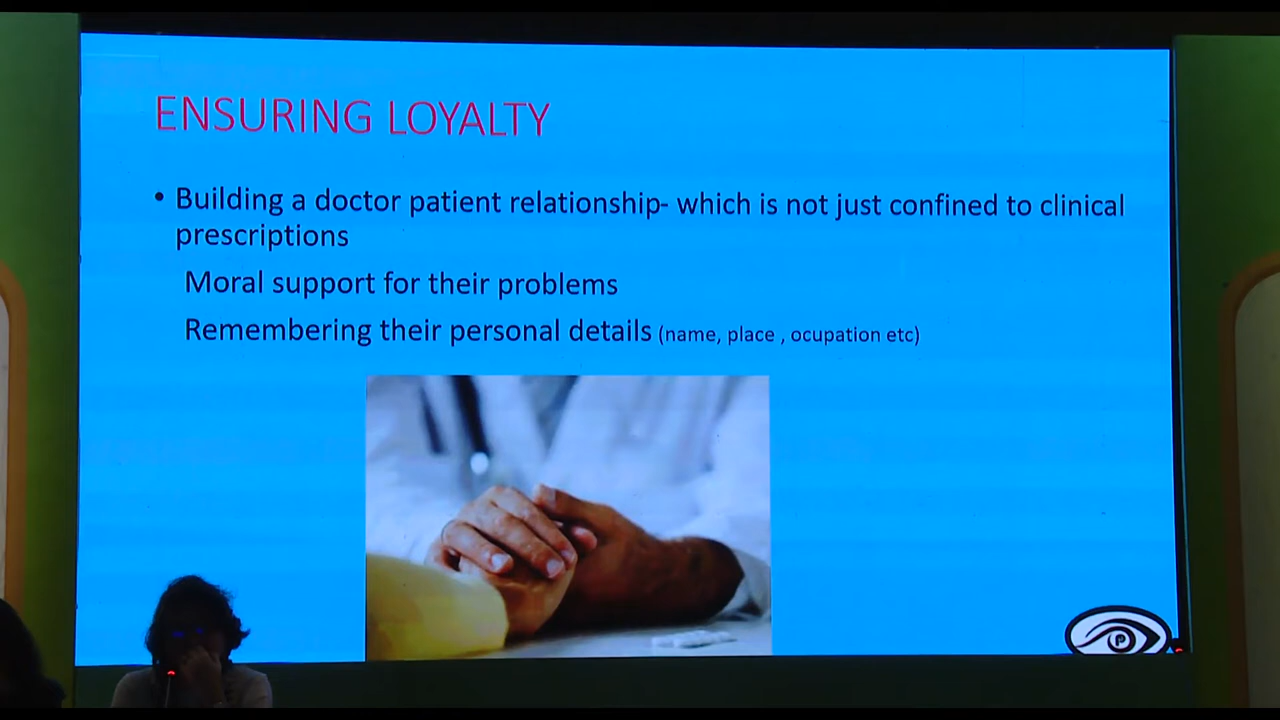 ENSURING LOYALTY
• Building a doctor patient relationship- which is not just confined to clinical
prescriptions
Moral support for their problems
Remembering their personal details (name, place , ocupation etc)
P